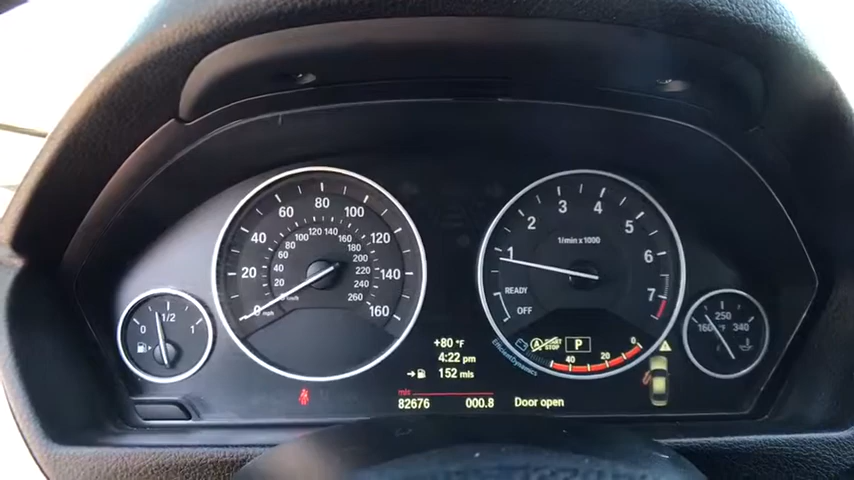 80
60 100
40 120
20 140
0 160
mph
100 120 140
80 160
60 180
40 200
220
20 240
260
km/h
3 4
2 5
1 6
7
1/min x 1000
READY
OFF
A START STOP
P
40 20 0
EfficientDynamics
0 1/2 1
250
160 °F 340
+80 °F
4:22 pm
152 mls
mls
82676 000.8
Door open